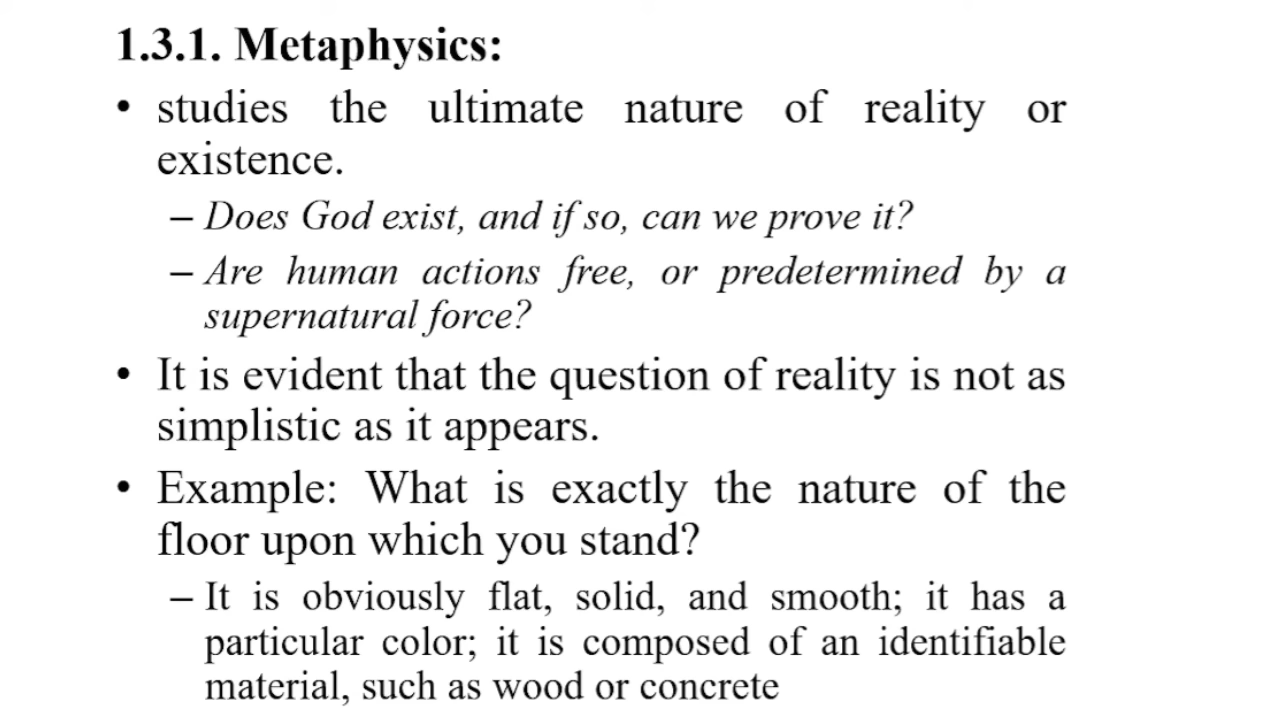 1.3.1. Metaphysics:
• studies the ultimate nature of reality or
existence.
– Does God exist, and if so, can we prove it?
– Are human actions free, or predetermined by a
supernatural force?
• It is evident that the question of reality is not as
simplistic as it appears.
• Example: What is exactly the nature of the
floor upon which you stand?
– It is obviously flat, solid, and smooth; it has a
particular color; it is composed of an identifiable
material, such as wood or concrete